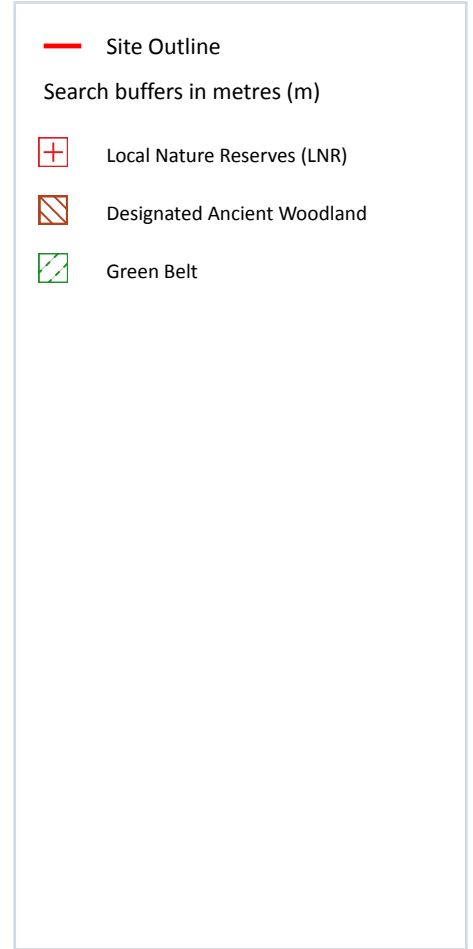 Site Outline
Search buffers in metres (m)
Local Nature Reserves (LNR)
Designated Ancient Woodland
Green Belt